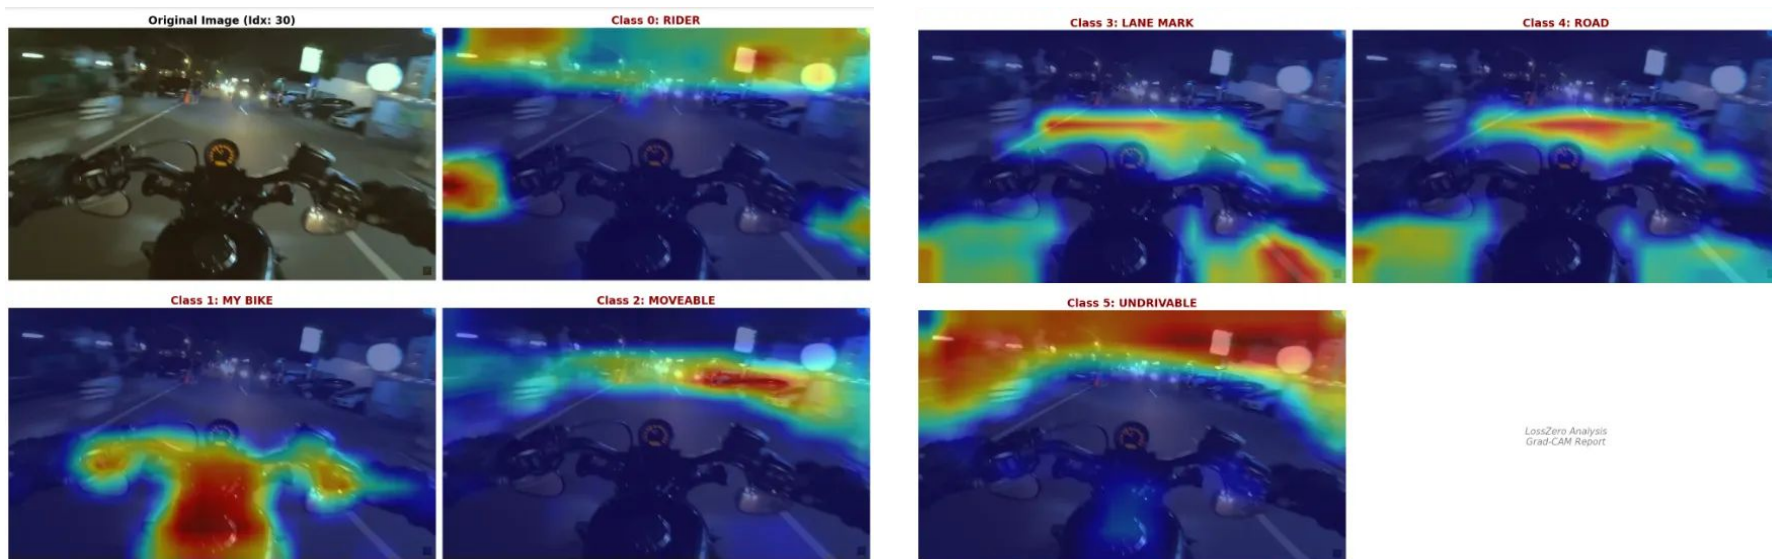 Original Image (Idx: 30)
Class 0: RIDER
Class 3: LANE MARK
Class 4: ROAD
Class 1: MY BIKE
Class 2: MOVEABLE
Class 5: UNDRIVABLE
LossZero Analysis
Grad-CAM Report